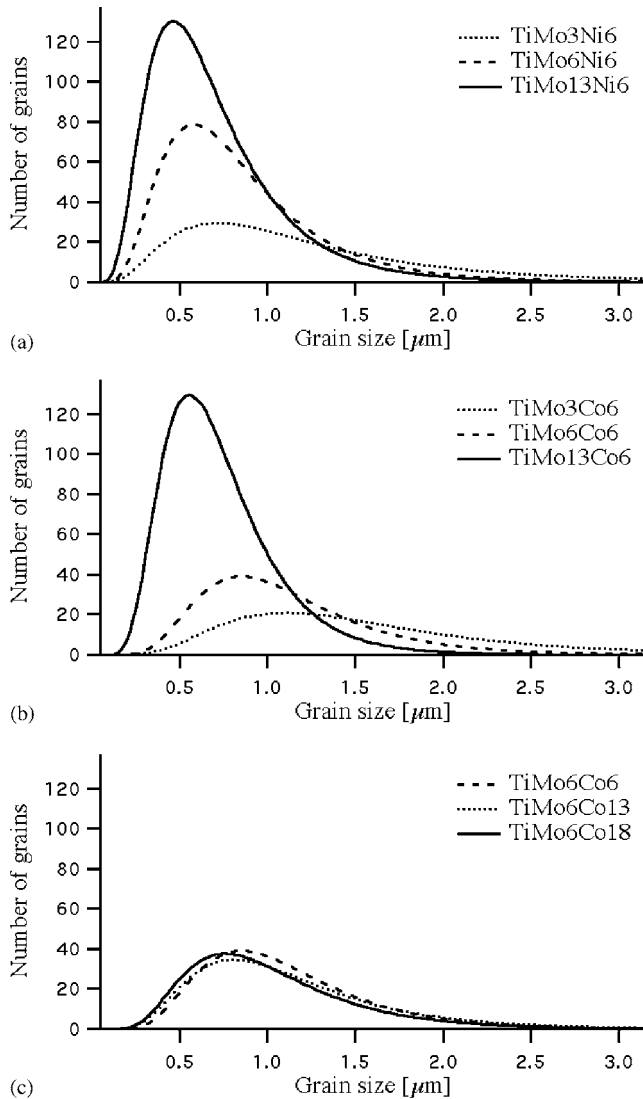 120
100
80
60
40
20
0
Number of grains
TiMo3Ni6
TiMo6Ni6
TiMo13Ni6
0.5 1.0 1.5 2.0 2.5 3.0
Grain size [μm]
(a)
120
100
80
60
40
20
0
Number of grains
TiMo3Co6
TiMo6Co6
TiMo13Co6
0.5 1.0 1.5 2.0 2.5 3.0
Grain size [μm]
(b)
120
100
80
60
40
20
0
Number of grains
TiMo6Co6
TiMo6Co13
TiMo6Co18
0.5 1.0 1.5 2.0 2.5 3.0
Grain size [μm]
(c)